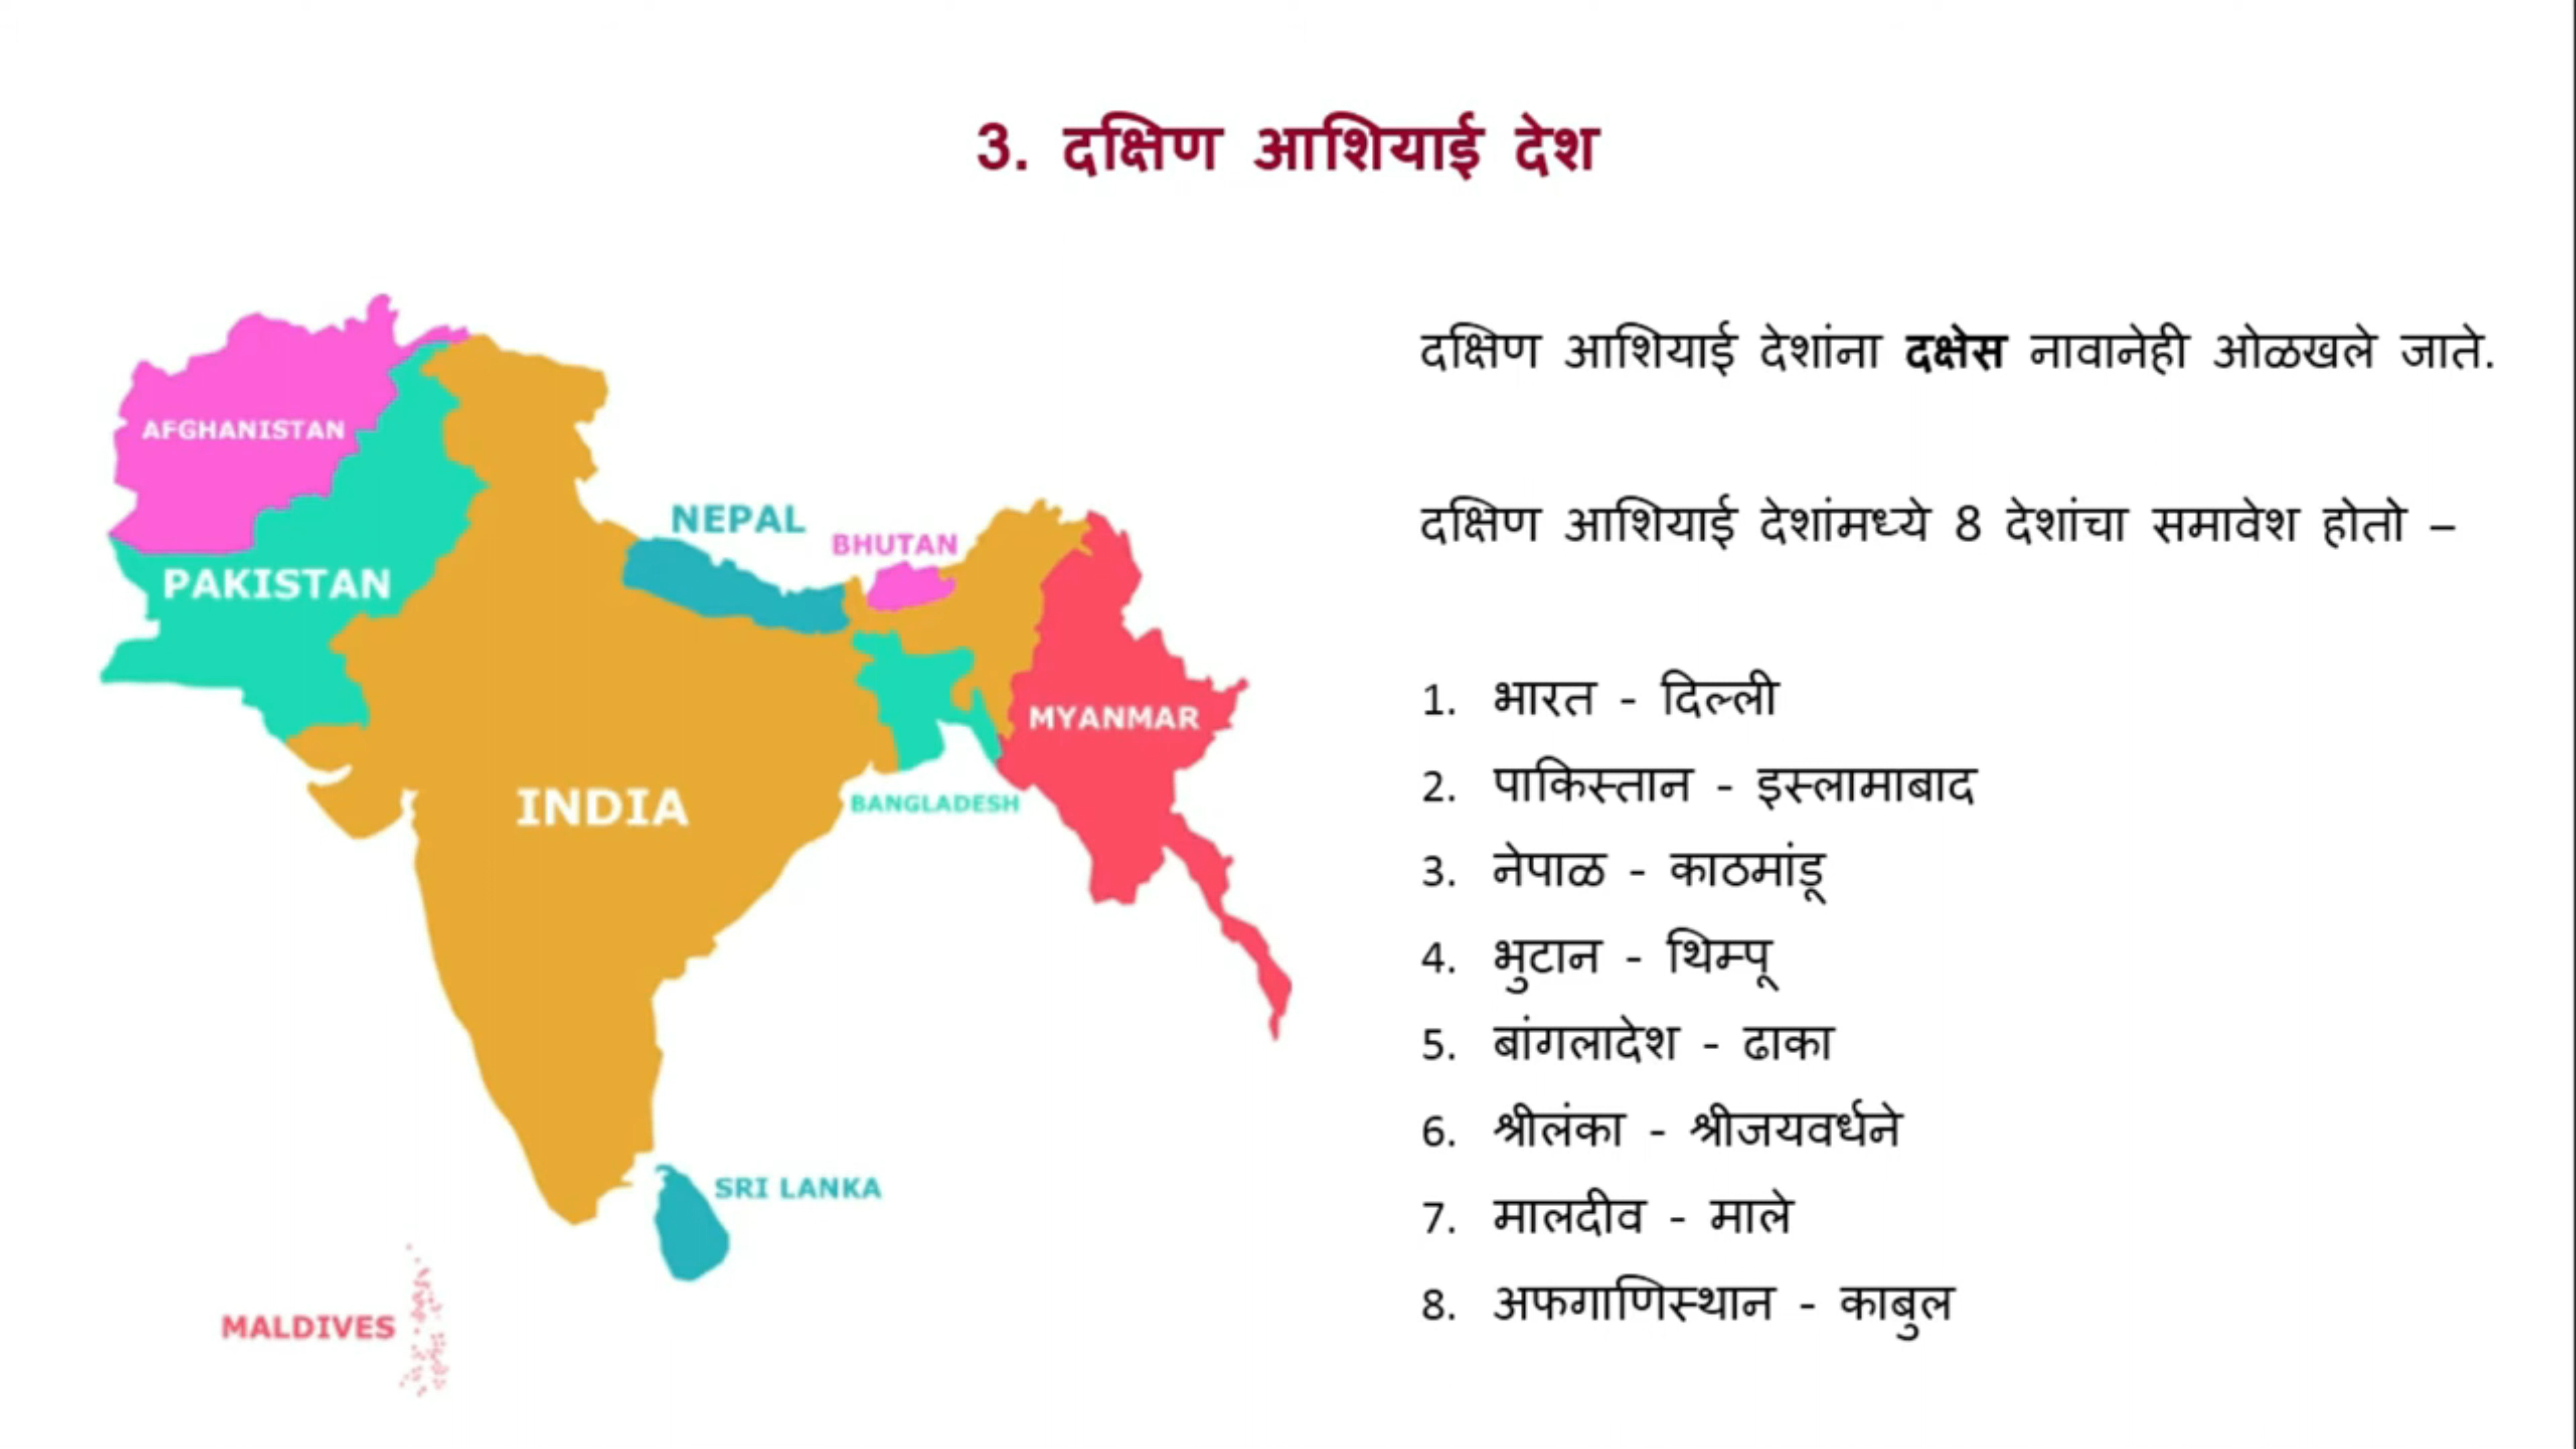 3. दक्षिण आशियाई देश
AFGHANISTAN
NEPAL
BHUTAN
PAKISTAN
MYANMAR
INDIA
BANGLADESH
SRI LANKA
MALDIVES
दक्षिण आशियाई देशांना दक्षेस नावानेही ओळखले जाते.
दक्षिण आशियाई देशांमध्ये 8 देशांचा समावेश होतो –
1. भारत - दिल्ली
2. पाकिस्तान - इस्लामाबाद
3. नेपाळ - काठमांडू
4. भुटान - थिम्पू
5. बांगलादेश - ढाका
6. श्रीलंका - श्रीजयवर्धने
7. मालदीव - माले
8. अफगाणिस्थान - काबुल